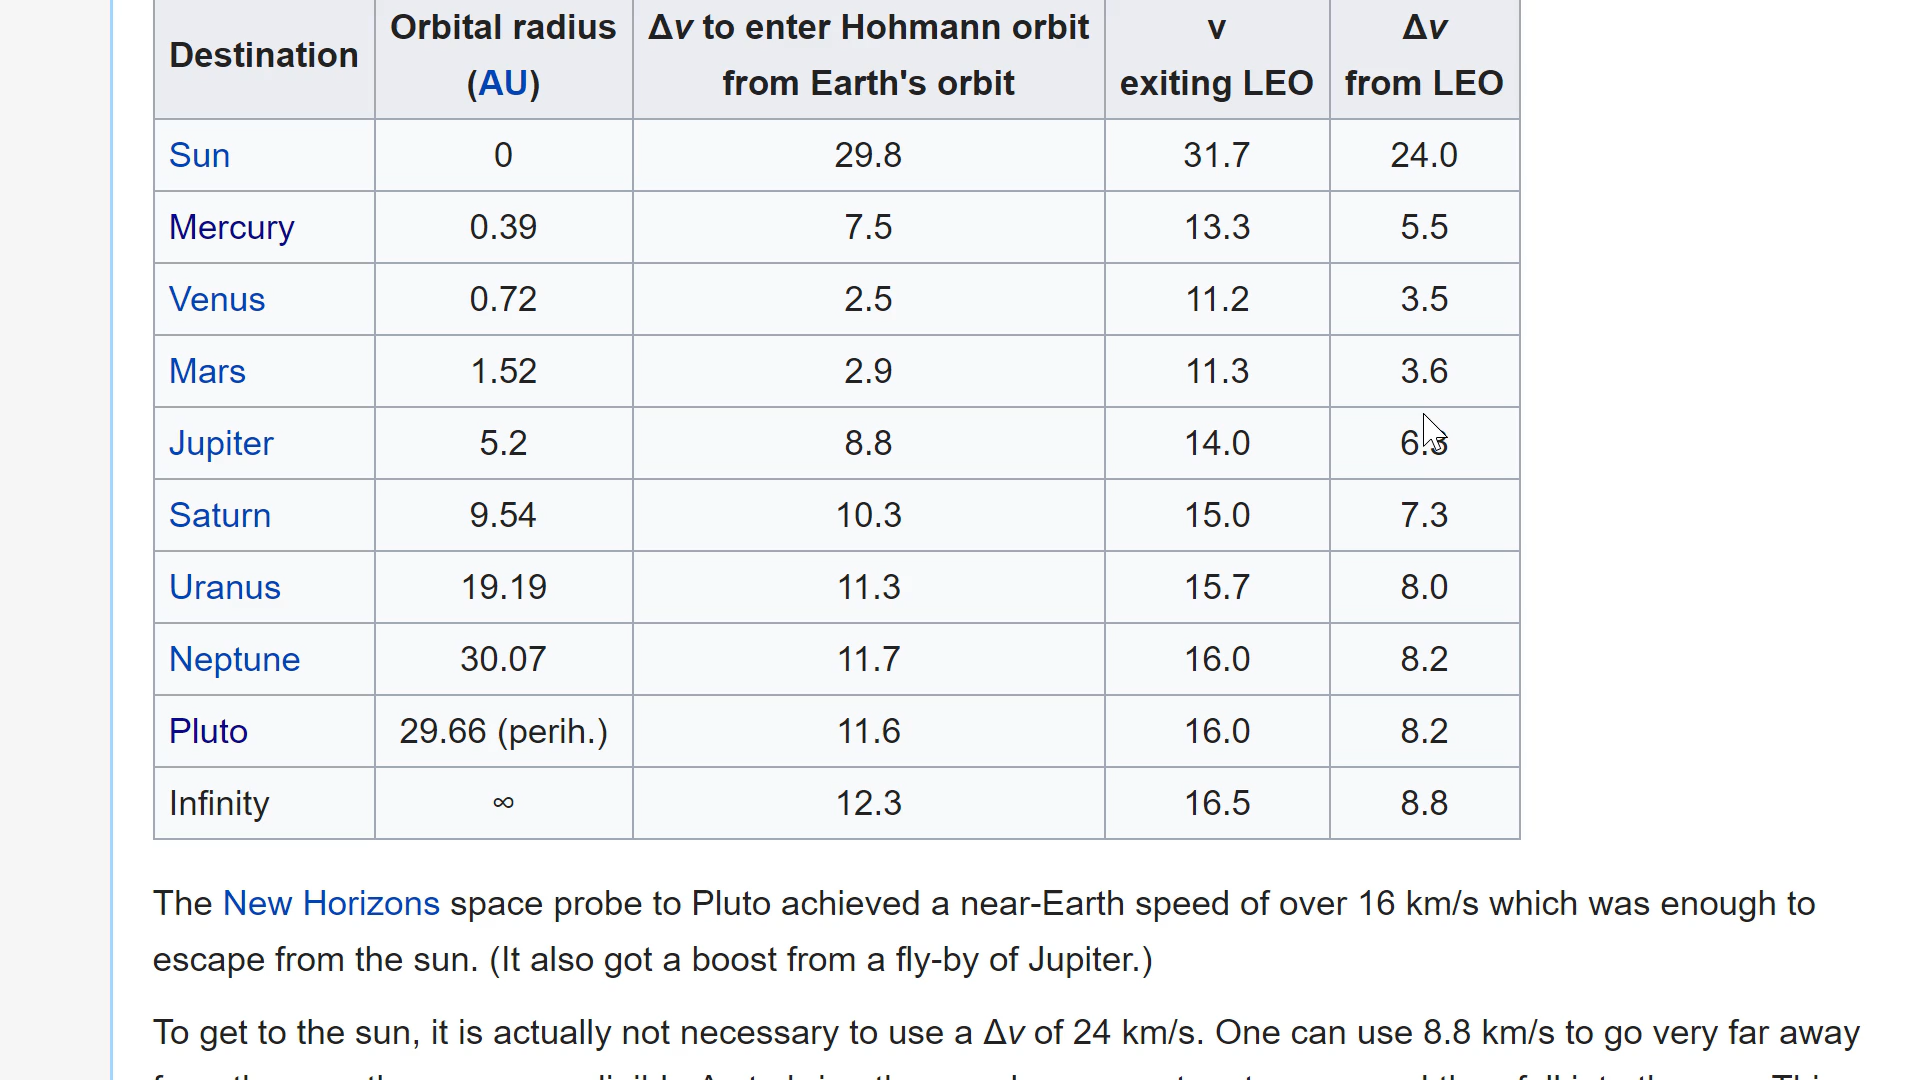 Destination Orbital radius (AU) Δv to enter Hohmann orbit from Earth's orbit v exiting LEO Δv from LEO
Sun 0 29.8 31.7 24.0
Mercury 0.39 7.5 13.3 5.5
Venus 0.72 2.5 11.2 3.5
Mars 1.52 2.9 11.3 3.6
Jupiter 5.2 8.8 14.0
Saturn 9.54 10.3 15.0 7.3
Uranus 19.19 11.3 15.7 8.0
Neptune 30.07 11.7 16.0 8.2
Pluto 29.66 (perih.) 11.6 16.0 8.2
Infinity ∞ 12.3 16.5 8.8
The New Horizons space probe to Pluto achieved a near-Earth speed of over 16 km/s which was enough to
escape from the sun. (It also got a boost from a fly-by of Jupiter.)
To get to the sun, it is actually not necessary to use a Δv of 24 km/s. One can use 8.8 km/s to go very far away